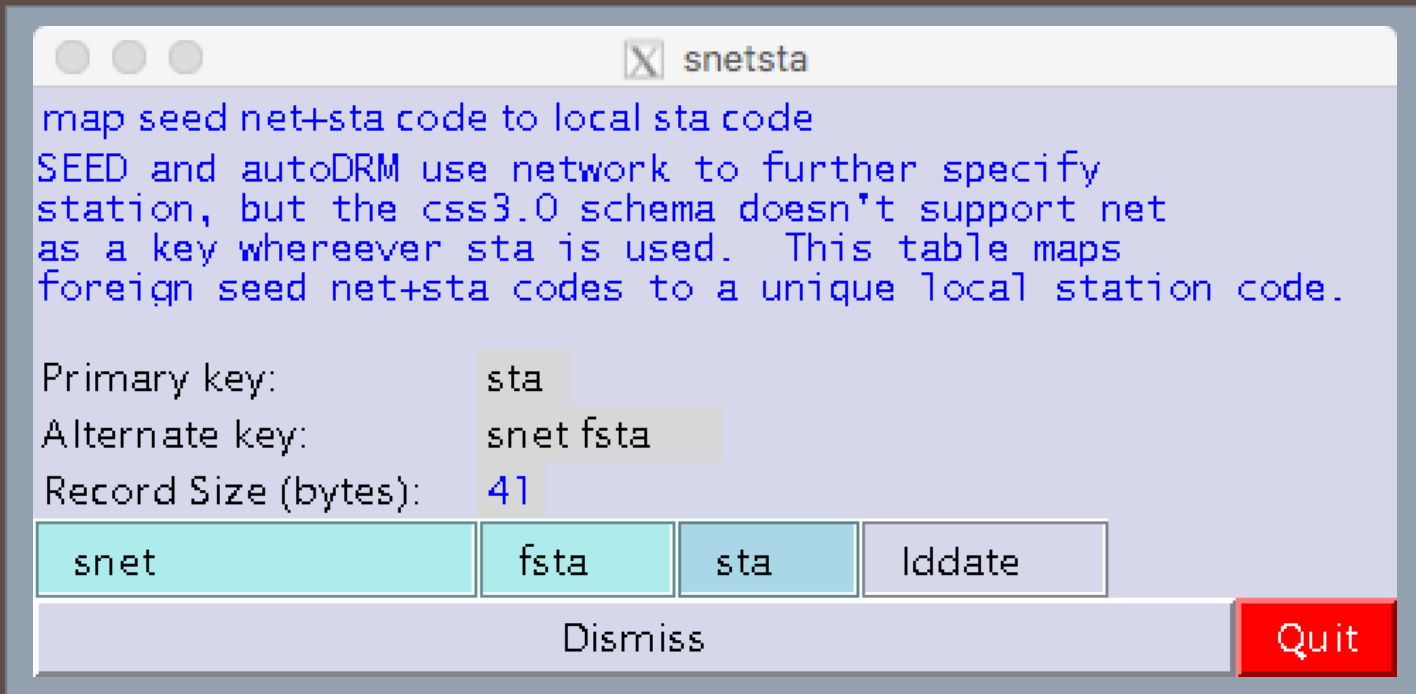 snetsta
map seed net+sta code to local sta code
SEED and autoDRM use network to further specify
station, but the css3.0 schema doesn't support net
as a key whereever sta is used.  This table maps
foreign seed net+sta codes to a unique local station code.
Primary key: sta
Alternate key: snet fsta
Record Size (bytes): 41
snet fsta sta lddate
Dismiss Quit